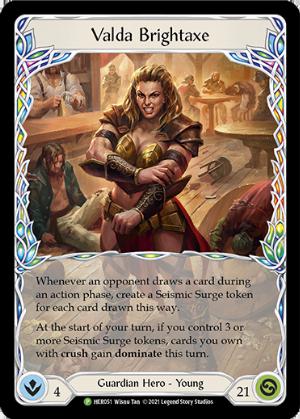 Valda Brightaxe
Whenever an opponent draws a card during
an action phase, create a Seismic Surge token
for each card drawn this way.
At the start of your turn, if you control 3 or
more Seismic Surge tokens, cards you own
with crush gain dominate this turn.
Guardian Hero - Young
4
21
P HER051 Wisnu Tan © 2021 Legend Story Studios